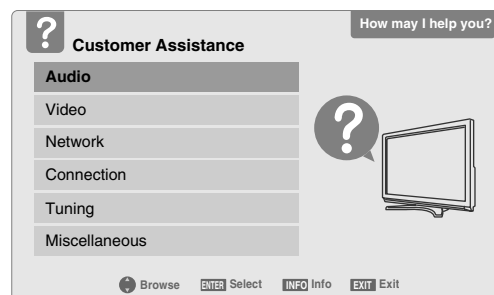 How may I help you?
? Customer Assistance
Audio
Video
Network
Connection
Tuning
Miscellaneous
?
Browse ENTER Select INFO Info EXIT Exit